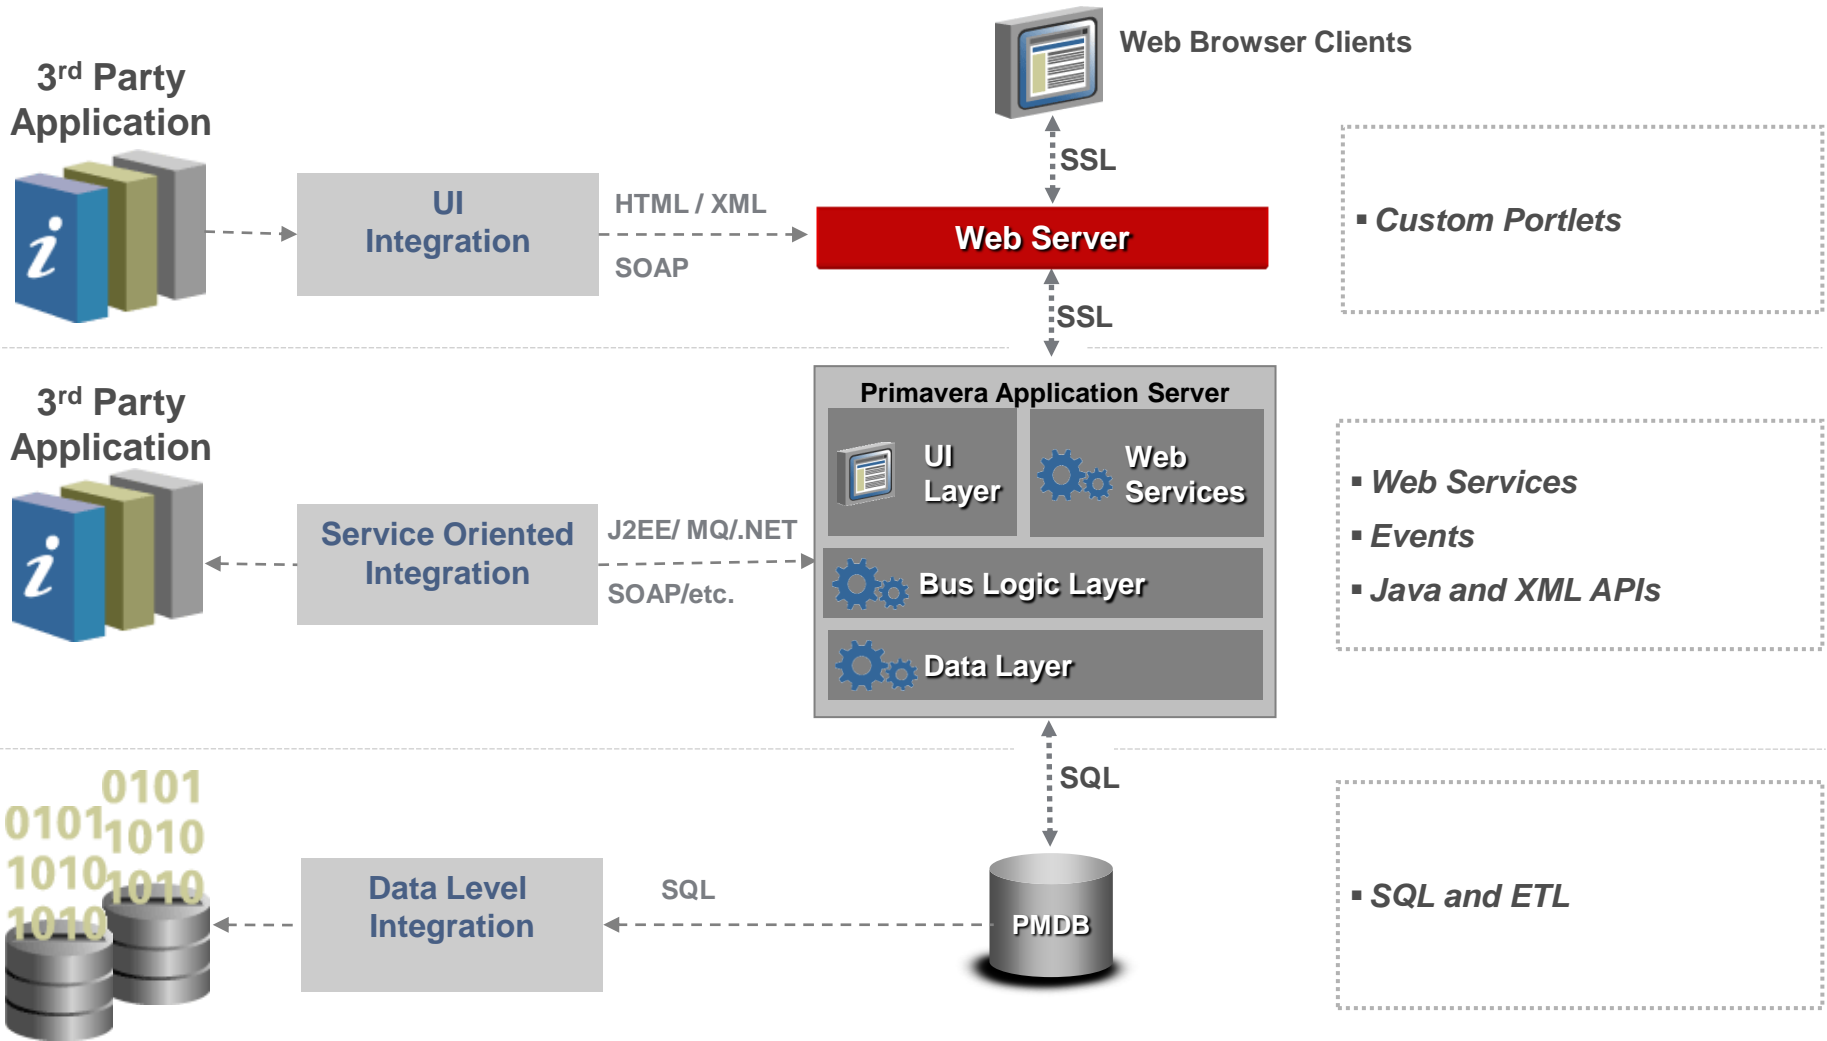 Web Browser Clients
3rd Party
Application
SSL
UI
Integration
HTML / XML
SOAP
Web Server
▪ Custom Portlets
SSL
3rd Party
Application
Primavera Application Server
UI
Layer
Web
Services
Service Oriented
Integration
J2EE/ MQ/.NET
SOAP/etc.
Bus Logic Layer
Data Layer
▪ Web Services
▪ Events
▪ Java and XML APIs
SQL
0101
1010
1010
0101
1010
1010
Data Level
Integration
SQL
PMDB
▪ SQL and ETL